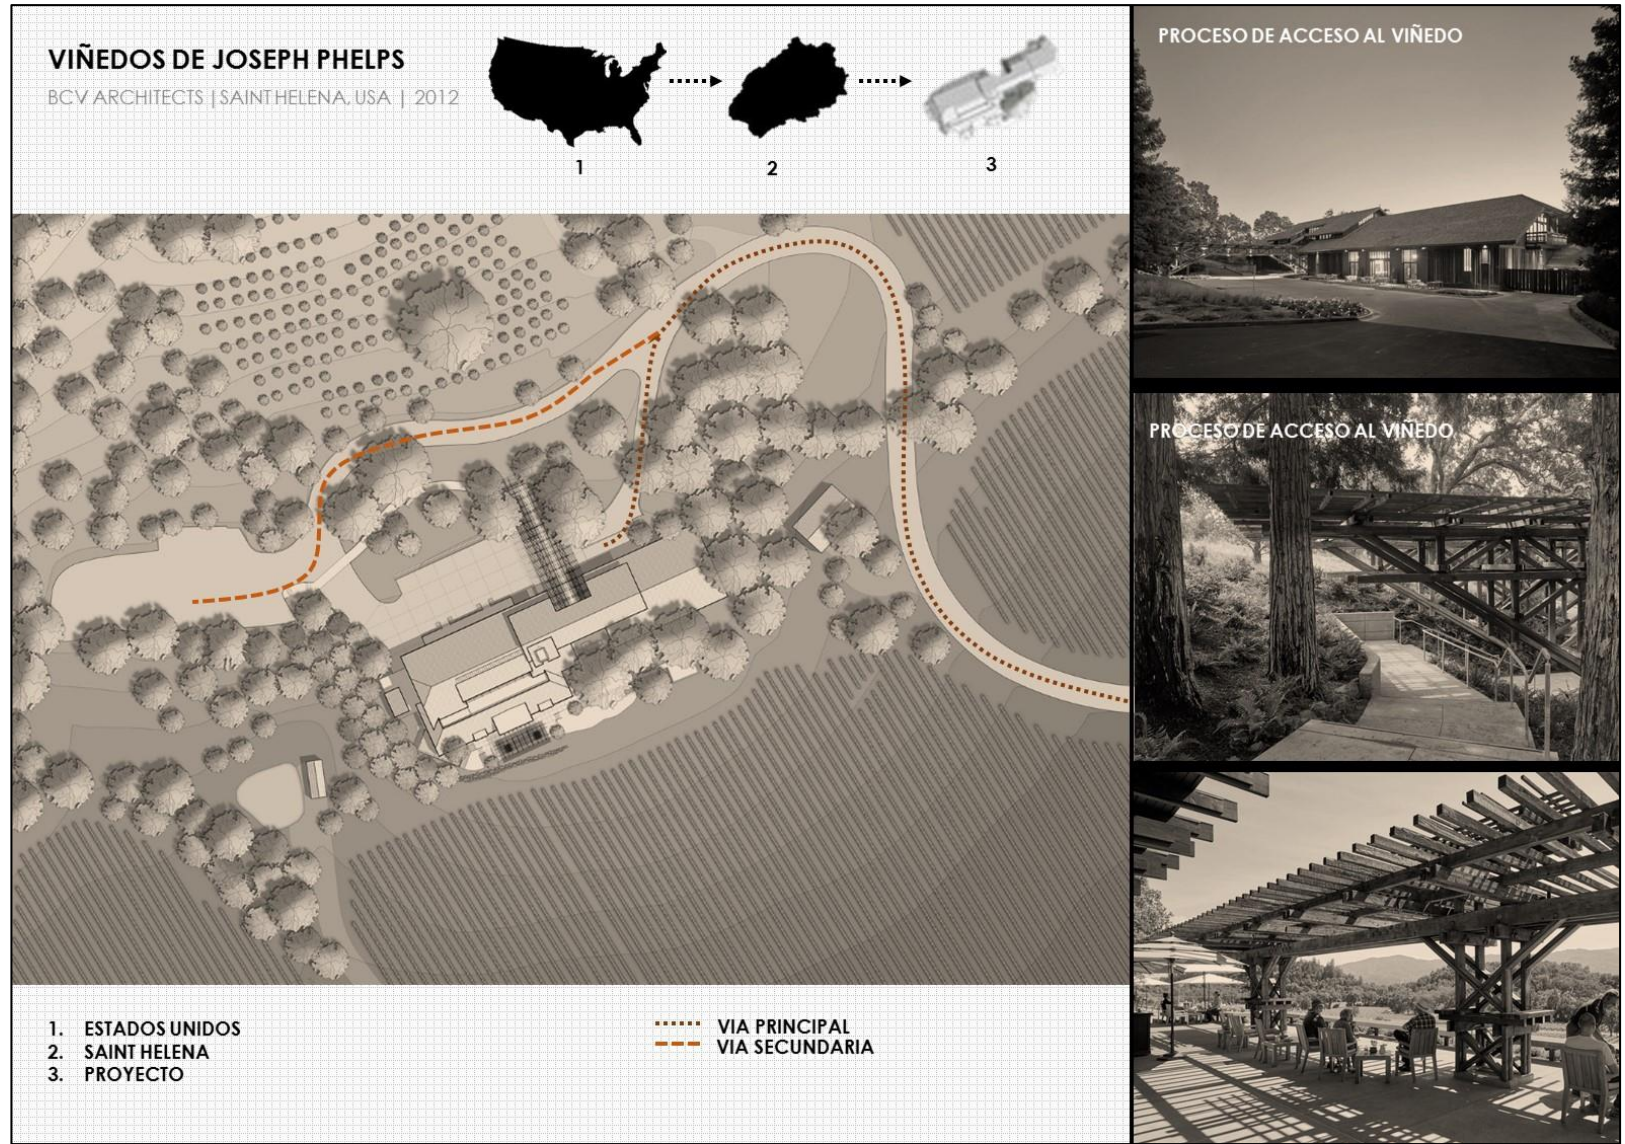 VIÑEDOS DE JOSEPH PHELPS
BCV ARCHITECTS | SAINT HELENA, USA | 2012
1
2
3
PROCESO DE ACCESO AL VIÑEDO
PROCESO DE ACCESO AL VIÑEDO
1. ESTADOS UNIDOS
2. SAINT HELENA
3. PROYECTO
VIA PRINCIPAL
VIA SECUNDARIA